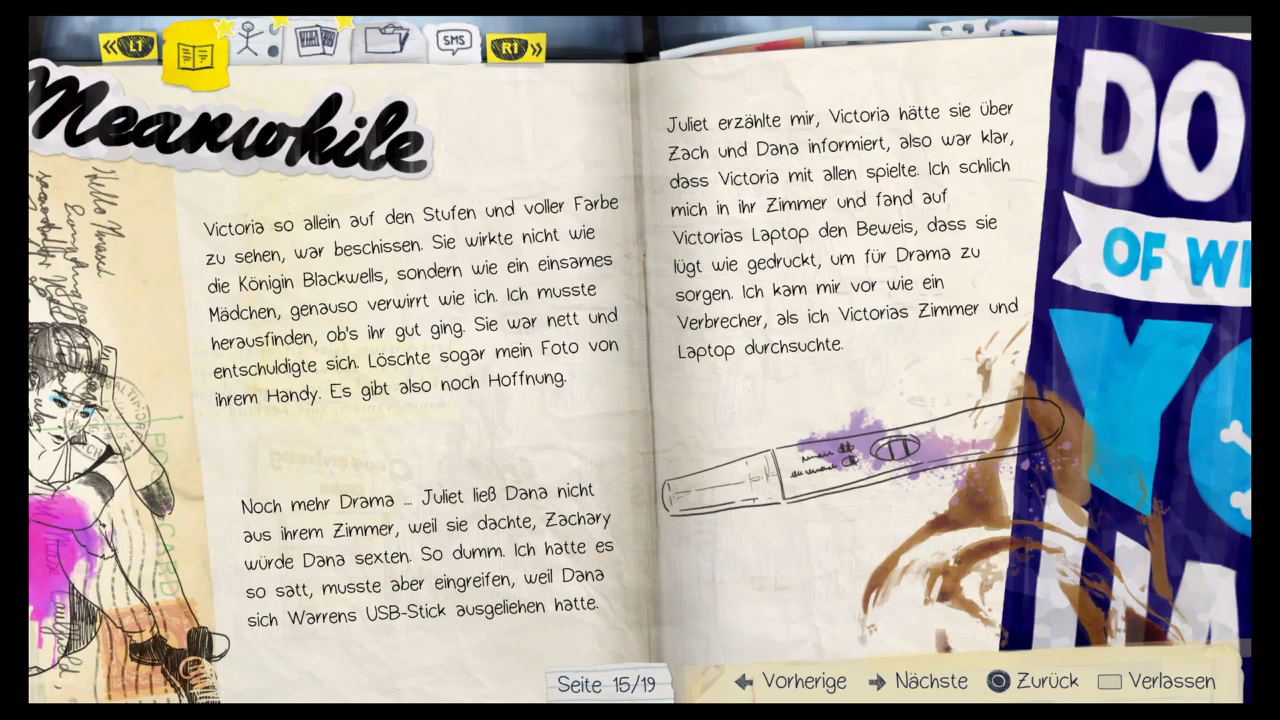 L1
SMS
R1
Meanwhile
Victoria so allein auf den Stufen und voller Farbe
zu sehen, war beschissen. Sie wirkte nicht wie
die Königin Blackwells, sondern wie ein einsames
Mädchen, genauso verwirrt wie ich. Ich musste
herausfinden, ob's ihr gut ging. Sie war nett und
entschuldigte sich. Löschte sogar mein Foto von
ihrem Handy. Es gibt also noch Hoffnung.
Noch mehr Drama ... Juliet ließ Dana nicht
aus ihrem Zimmer, weil sie dachte, Zachary
würde Dana sexten. So dumm. Ich hatte es
so satt, musste aber eingreifen, weil Dana
sich Warrens USB-Stick ausgeliehen hatte.
Juliet erzählte mir, Victoria hätte sie über
Zach und Dana informiert, also war klar,
dass Victoria mit allen spielte. Ich schlich
mich in ihr Zimmer und fand auf
Victorias Laptop den Beweis, dass sie
lügt wie gedruckt, um für Drama zu
sorgen. Ich kam mir vor wie ein
Verbrecher, als ich Victorias Zimmer und
Laptop durchsuchte.
DO
OF
YO
Hello
POST CARD
Max Caulfield
Seite 15/19
Vorherige
Nächste
Zurück
Verlassen